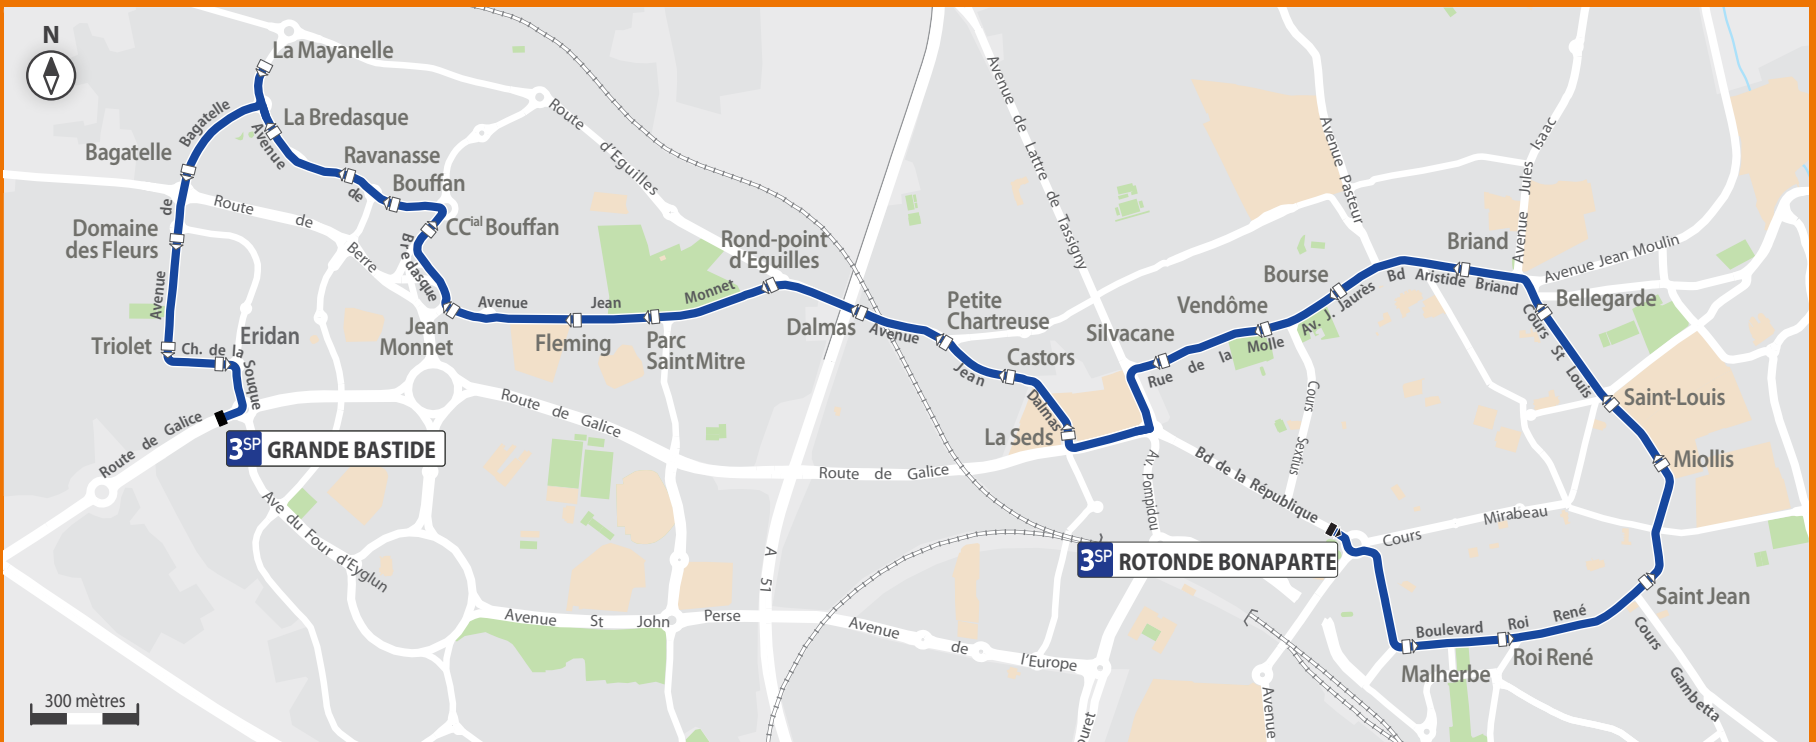 N
La Mayanelle
Bagatelle
La Bredasque
Avenue
Bagatelle
Ravanasse
de
Bouffan
Route
d'Eguilles
Route
de
Berre
de
Avenue
Domaine
des Fleurs
CCial Bouffan
Bredasque
Triolet
Ch. de la
Souque
Eridan
Jean
Monnet
Avenue
Jean
Monnet
Fleming
Parc
Saint Mitre
Rond-point
d'Eguilles
Dalmas
Avenue
Jean
Dalmas
Petite
Chartreuse
Castors
La Seds
Avenue de Lattre de Tassigny
Silvacane
Rue de la Molle
Vendôme
Bourse
Av. J. Jaurès
Bd Aristide Briand
Briand
Avenue Pasteur
Avenue Jules Isaac
Avenue Jean Moulin
Bellegarde
Cours St Louis
Saint-Louis
Miollis
Route de Galice
3SP GRANDE BASTIDE
Route de Galice
Route de Galice
Cours
Sextius
Bd de la République
Av. Pompidou
Cours
Mirabeau
3SP ROTONDE BONAPARTE
Ave du Four d'Eyglun
A 51
Avenue St John Perse
Avenue de l'Europe
Saint Jean
Boulevard Roi René
Malherbe
Roi René
Cours
Gambetta
Avenue
ouret
300 mètres